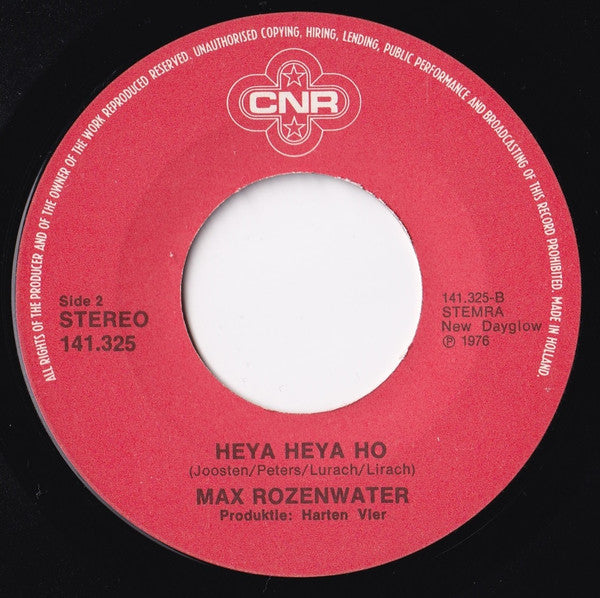 ALL RIGHTS OF THE PRODUCER AND OF THE OWNER OF THE WORK REPRODUCED RESERVED. UNAUTHORISED COPYING, HIRING, LENDING, PUBLIC PERFORMANCE AND BROADCASTING OF THIS RECORD PROHIBITED. MADE IN HOLLAND.
CNR
Side 2
STEREO
141.325
141.325-B
STEMRA
New Dayglow
℗ 1976
HEYA HEYA HO
(Joosten/Peters/Lurach/Lirach)
MAX ROZENWATER
Produktie: Harten Vier